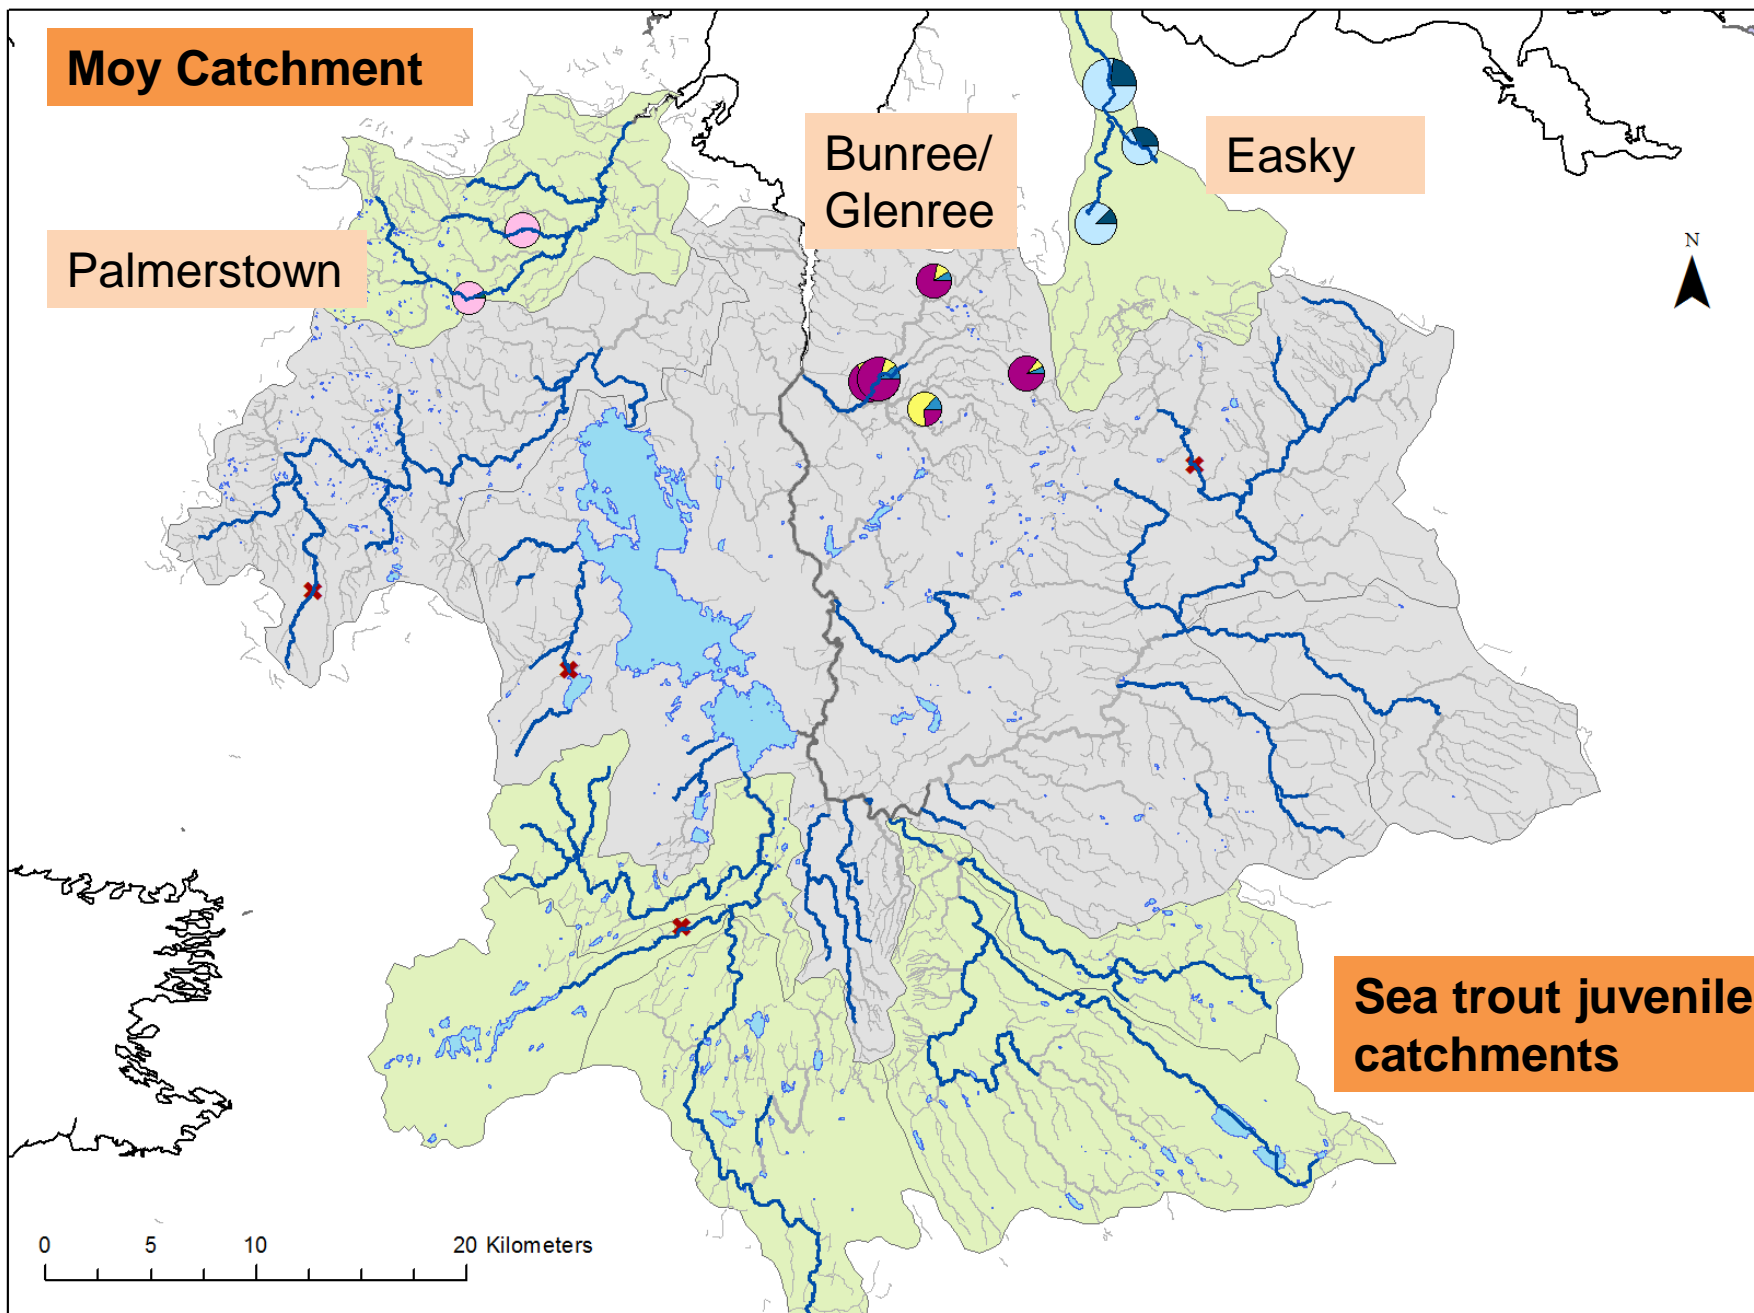 Moy Catchment
Bunree/
Glenree
Easky
Palmerstown
N
Sea trout juvenile
catchments
0 5 10 20 Kilometers